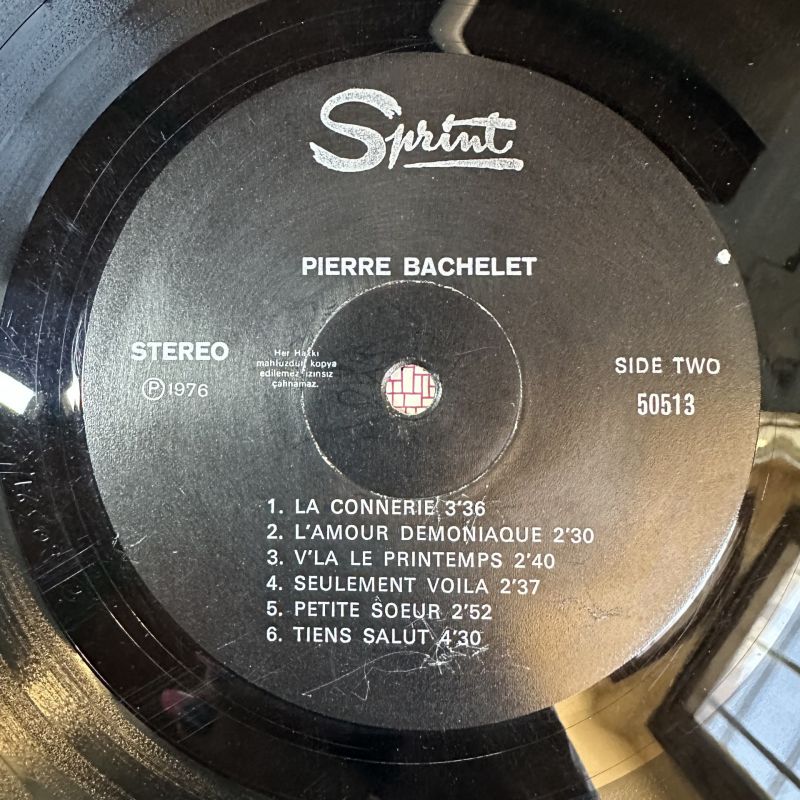 Sprint
PIERRE BACHELET
STEREO
Ⓟ1976
Her Hakkı
mahfuzdur, kopya
edilemez, izinsiz
çalınamaz.
SIDE TWO
50513
1. LA CONNERIE 3'36
2. L'AMOUR DEMONIAQUE 2'30
3. V'LA LE PRINTEMPS 2'40
4. SEULEMENT VOILA 2'37
5. PETITE SOEUR 2'52
6. TIENS SALUT 4'30